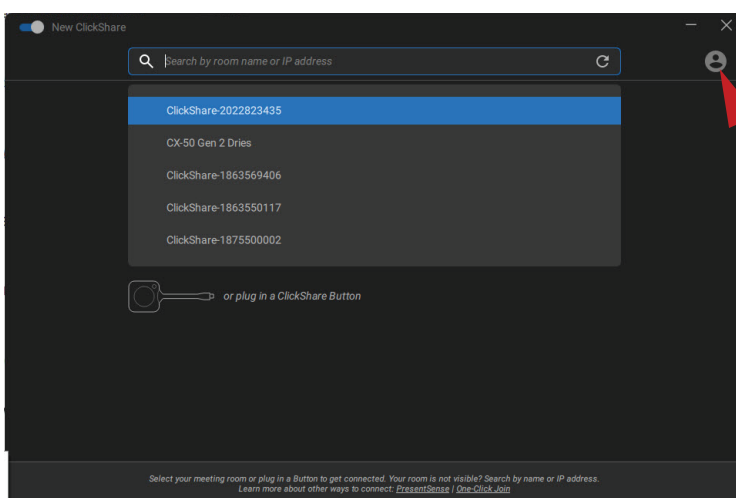 New ClickShare
Search by room name or IP address
ClickShare-2022823435
CX-50 Gen 2 Dries
ClickShare-1863569406
ClickShare-1863550117
ClickShare-1875500002
or plug in a ClickShare Button
Select your meeting room or plug in a Button to get connected. Your room is not visible? Search by name or IP address.
Learn more about other ways to connect: PresentSense | One-Click Join